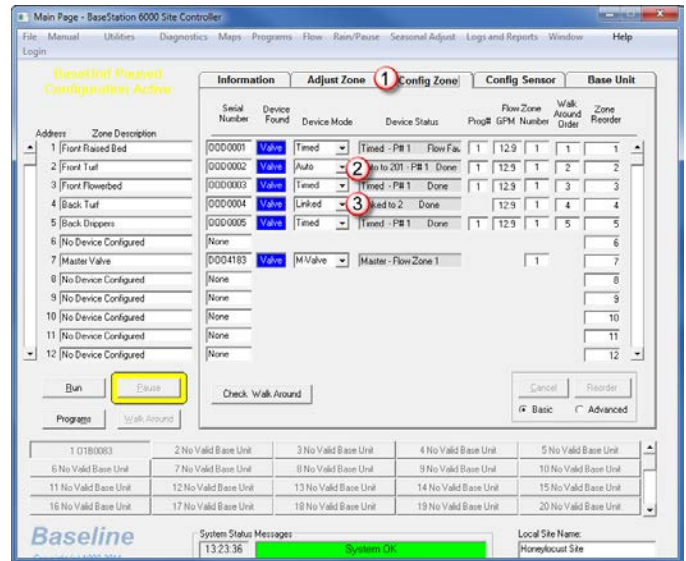 Main Page - BaseStation 6000 Site Controller
File Manual Utilities Diagnostics Maps Programs Flow Rain/Pause Seasonal Adjust Logs and Reports Window Help
Login
BaseUnit Paused
Configuration Active
Information Adjust Zone 1 Config Zone Config Sensor Base Unit
Address Zone Description Serial Number Device Found Device Mode Device Status Prog# GPM Flow Zone Number Walk Around Order Zone Reorder
1 Front Raised Bed 00D0001 Valve Timed Timed - P# 1 Flow Fau 1 12.9 1 1 1
2 Front Turf 00D0002 Valve Auto 2 to 201 - P# 1 Done 1 12.9 1 2 2
3 Front Flowerbed 00D0003 Valve Timed Timed - P# 1 Done 1 12.9 1 3 3
4 Back Turf 00D0004 Valve Linked 3 ked to 2 Done 12.9 1 4 4
5 Back Drippers 00D0005 Valve Timed Timed - P# 1 Done 1 12.9 1 5 5
6 No Device Configured None 6
7 Master Valve D004183 Valve M-Valve Master - Flow Zone 1 1 7
8 No Device Configured None 8
9 No Device Configured None 9
10 No Device Configured None 10
11 No Device Configured None 11
12 No Device Configured None 12
Run Pause Check Walk Around Cancel Reorder
Programs Walk Around Basic Advanced
1 01B0083 2 No Valid Base Unit 3 No Valid Base Unit 4 No Valid Base Unit 5 No Valid Base Unit
6 No Valid Base Unit 7 No Valid Base Unit 8 No Valid Base Unit 9 No Valid Base Unit 10 No Valid Base Unit
11 No Valid Base Unit 12 No Valid Base Unit 13 No Valid Base Unit 14 No Valid Base Unit 15 No Valid Base Unit
16 No Valid Base Unit 17 No Valid Base Unit 18 No Valid Base Unit 19 No Valid Base Unit 20 No Valid Base Unit
Baseline System Status Messages Local Site Name:
13:23:36 System OK Honeylocust Site